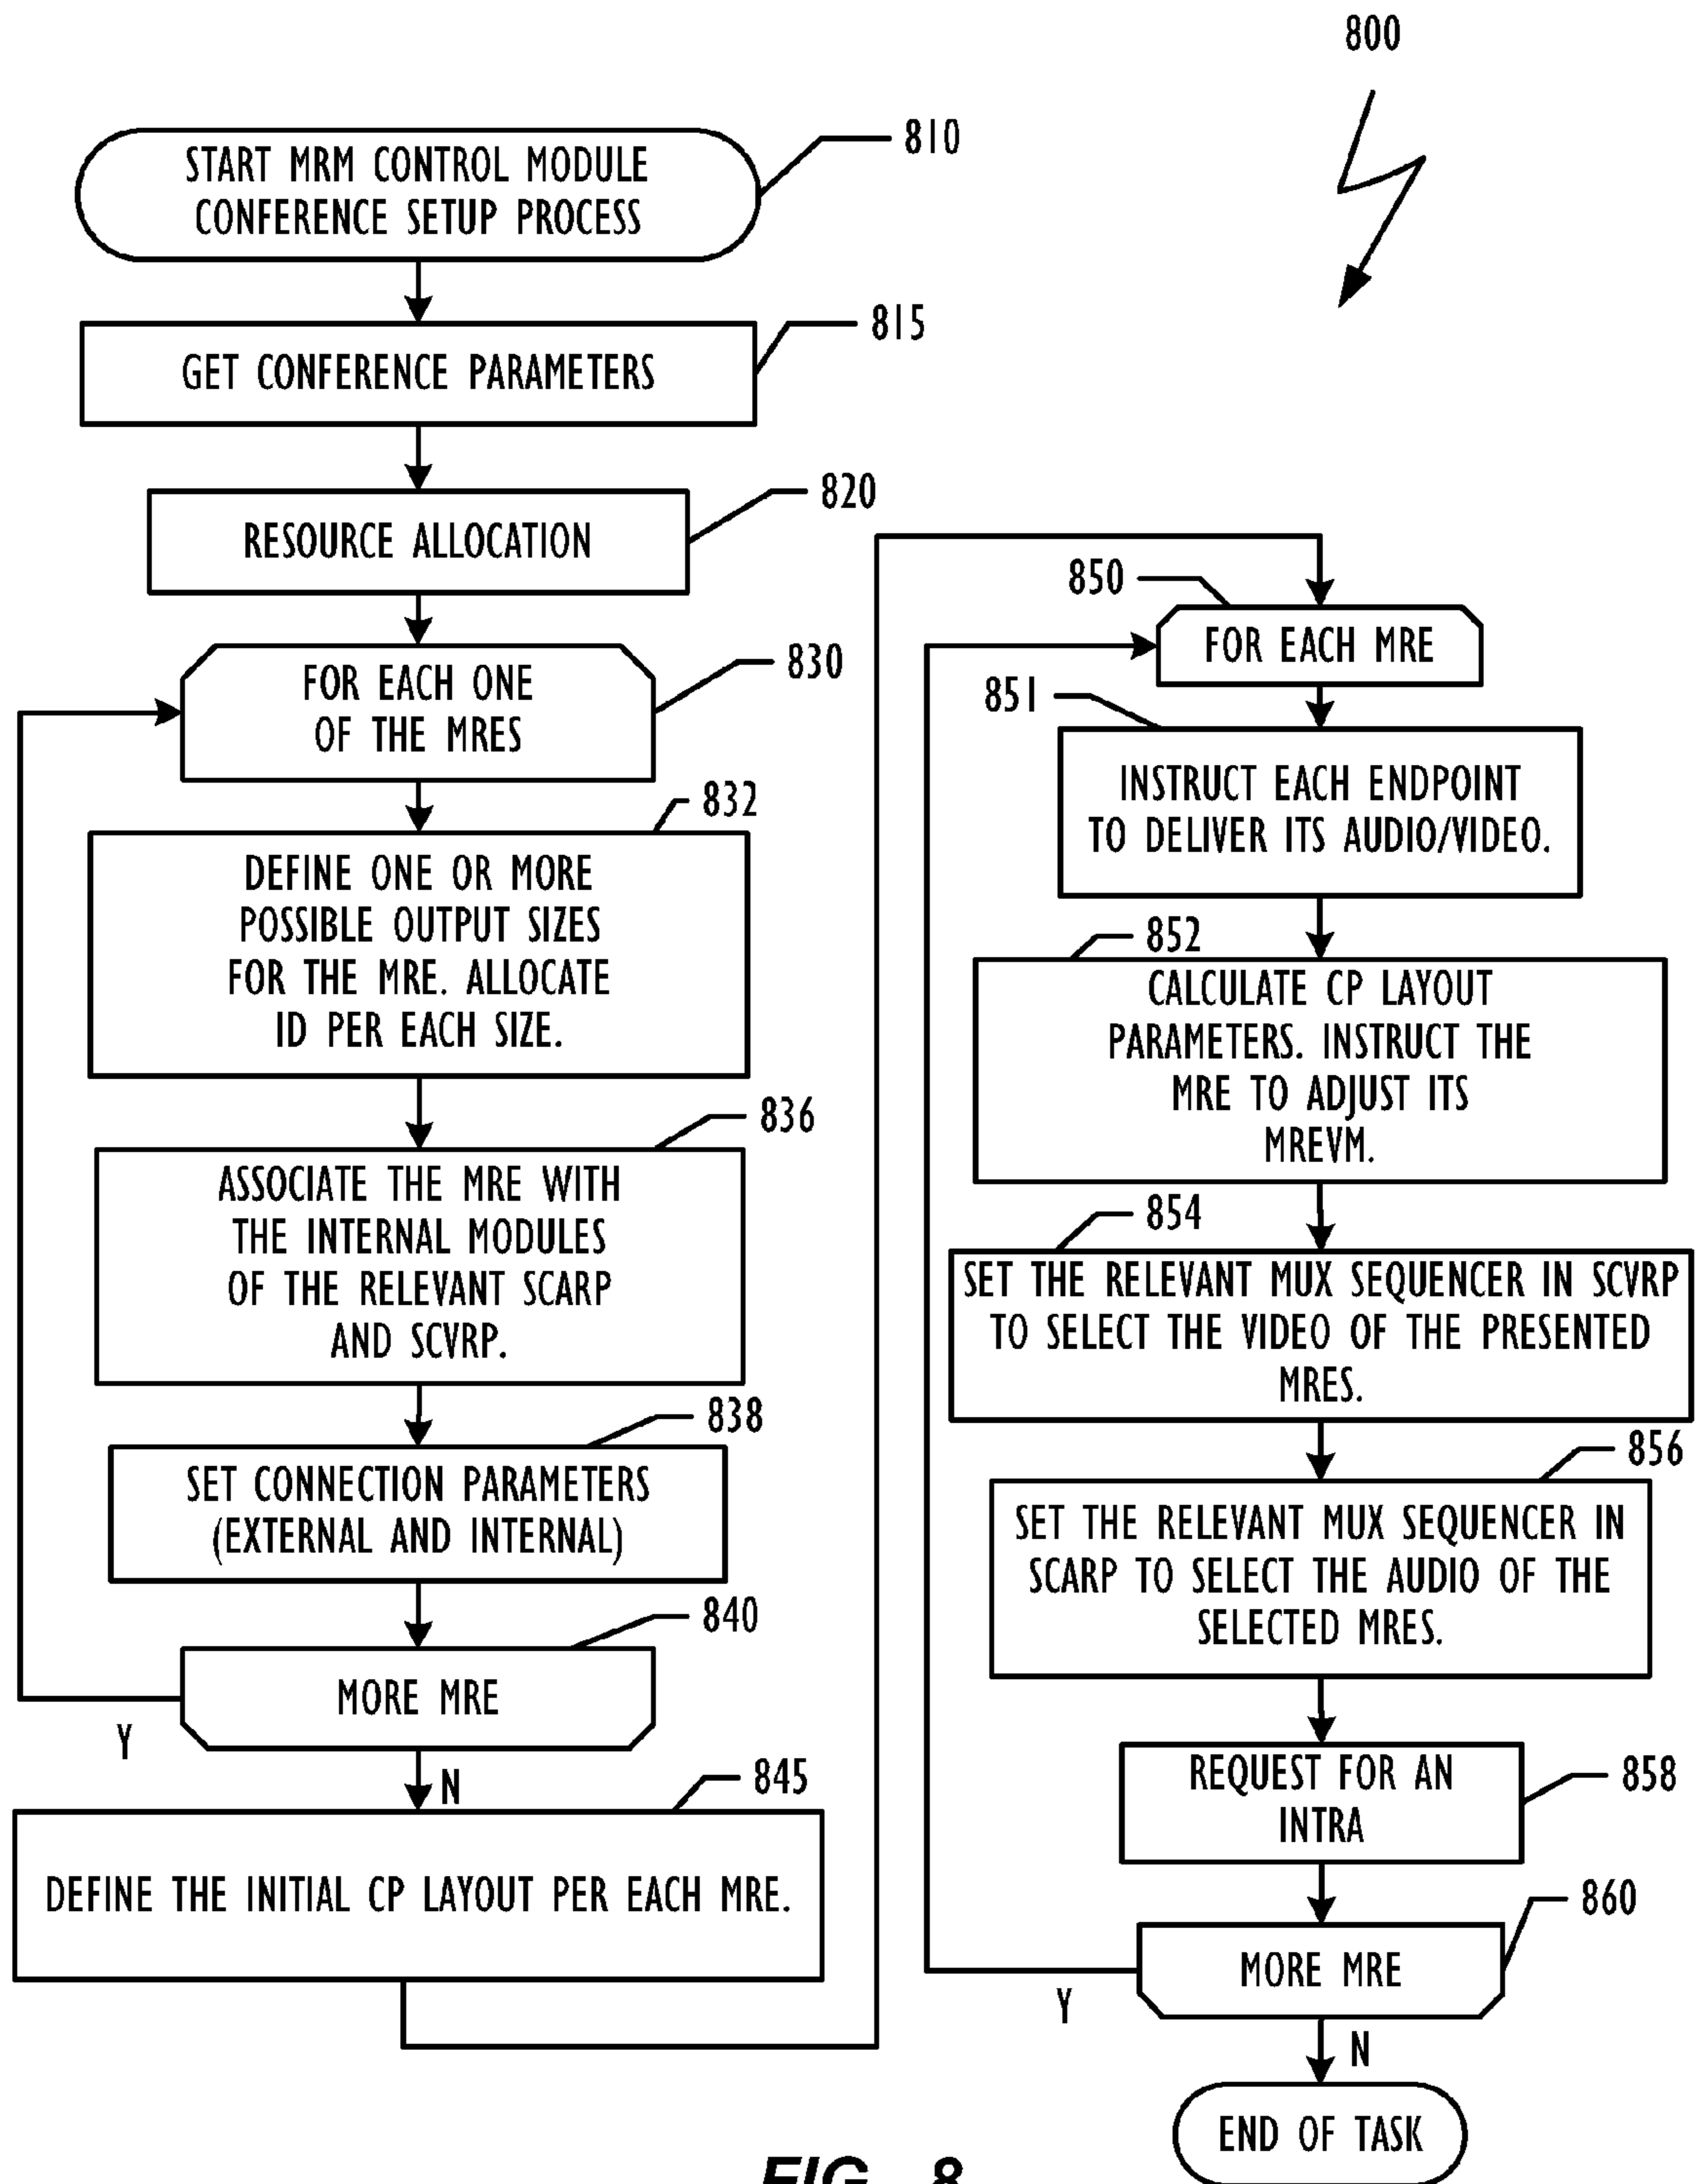 800
START MRM CONTROL MODULE
CONFERENCE SETUP PROCESS
810
GET CONFERENCE PARAMETERS
815
RESOURCE ALLOCATION
820
FOR EACH ONE
OF THE MRES
830
DEFINE ONE OR MORE
POSSIBLE OUTPUT SIZES
FOR THE MRE. ALLOCATE
ID PER EACH SIZE.
832
ASSOCIATE THE MRE WITH
THE INTERNAL MODULES
OF THE RELEVANT SCARP
AND SCVRP.
836
SET CONNECTION PARAMETERS
(EXTERNAL AND INTERNAL)
838
MORE MRE
840
Y
N
DEFINE THE INITIAL CP LAYOUT PER EACH MRE.
845
850
FOR EACH MRE
851
INSTRUCT EACH ENDPOINT
TO DELIVER ITS AUDIO/VIDEO.
852
CALCULATE CP LAYOUT
PARAMETERS. INSTRUCT THE
MRE TO ADJUST ITS
MREVM.
854
SET THE RELEVANT MUX SEQUENCER IN SCVRP
TO SELECT THE VIDEO OF THE PRESENTED
MRES.
856
SET THE RELEVANT MUX SEQUENCER IN
SCARP TO SELECT THE AUDIO OF THE
SELECTED MRES.
REQUEST FOR AN
INTRA
858
MORE MRE
860
Y
N
END OF TASK
FIG. 8